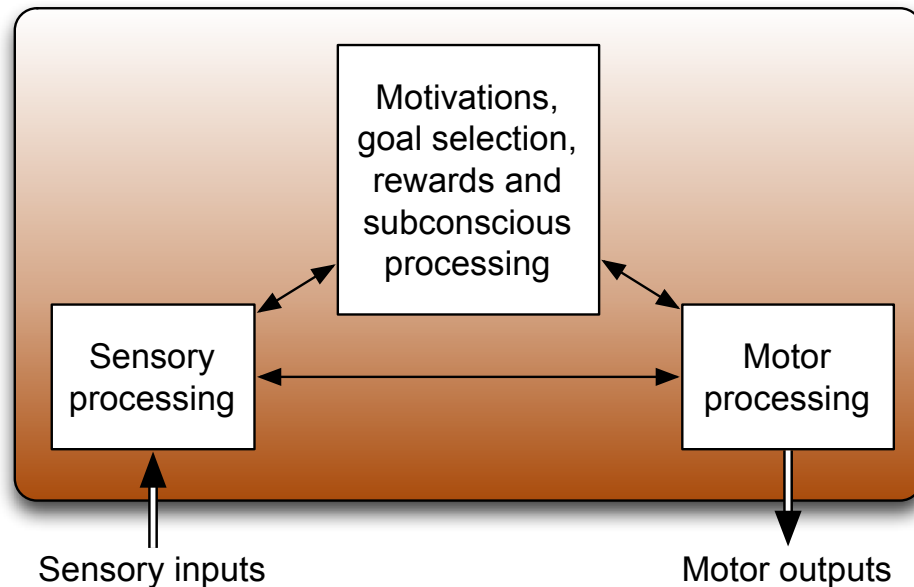 Motivations,
goal selection,
rewards and
subconscious
processing
Sensory
processing
Motor
processing
Sensory inputs
Motor outputs